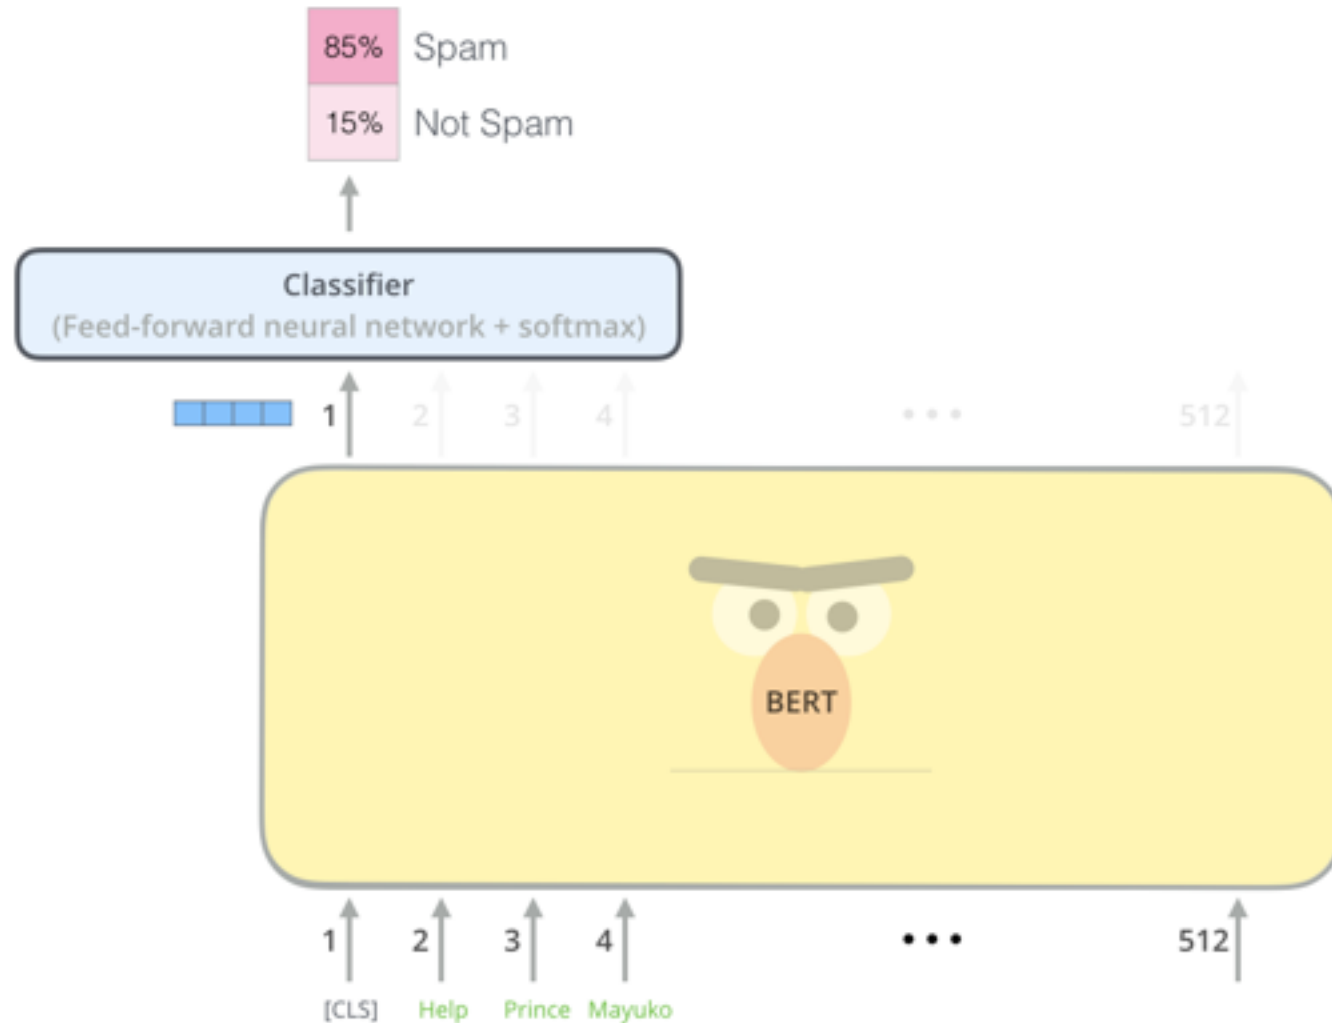 85% Spam
15% Not Spam
Classifier
(Feed-forward neural network + softmax)
1 2 3 4 ••• 512
BERT
1 2 3 4 ••• 512
[CLS] Help Prince Mayuko